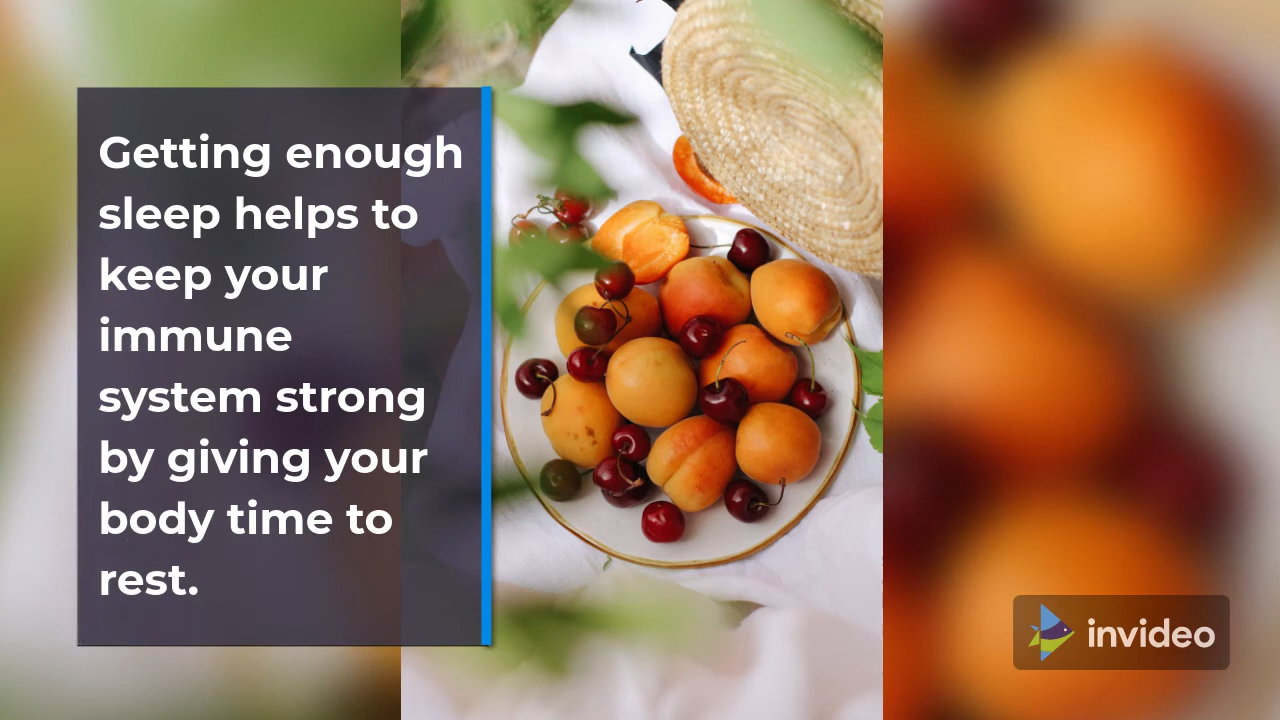 Getting enough
sleep helps to
keep your
immune
system strong
by giving your
body time to
rest.
invideo